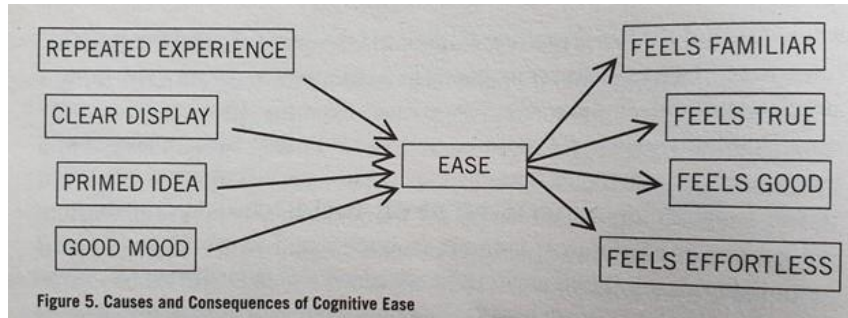 REPEATED EXPERIENCE
CLEAR DISPLAY
PRIMED IDEA
GOOD MOOD
EASE
FEELS FAMILIAR
FEELS TRUE
FEELS GOOD
FEELS EFFORTLESS
Figure 5. Causes and Consequences of Cognitive Ease